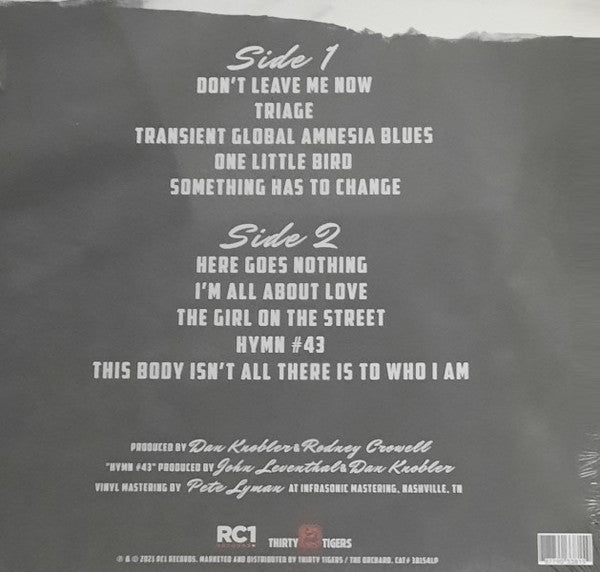 Side 1
DON'T LEAVE ME NOW
TRIAGE
TRANSIENT GLOBAL AMNESIA BLUES
ONE LITTLE BIRD
SOMETHING HAS TO CHANGE
Side 2
HERE GOES NOTHING
I'M ALL ABOUT LOVE
THE GIRL ON THE STREET
HYMN #43
THIS BODY ISN'T ALL THERE IS TO WHO I AM
PRODUCED BY Dan Knobler & Rodney Crowell
"HYMN #43" PRODUCED BY John Leventhal & Dan Knobler
VINYL MASTERING BY Pete Lyman AT INFRASONIC MASTERING, NASHVILLE, TN
RC1 THIRTY TIGERS
RECORDS
℗ & © 2021 RC1 RECORDS. MARKETED AND DISTRIBUTED BY THIRTY TIGERS / THE ORCHARD. CAT#